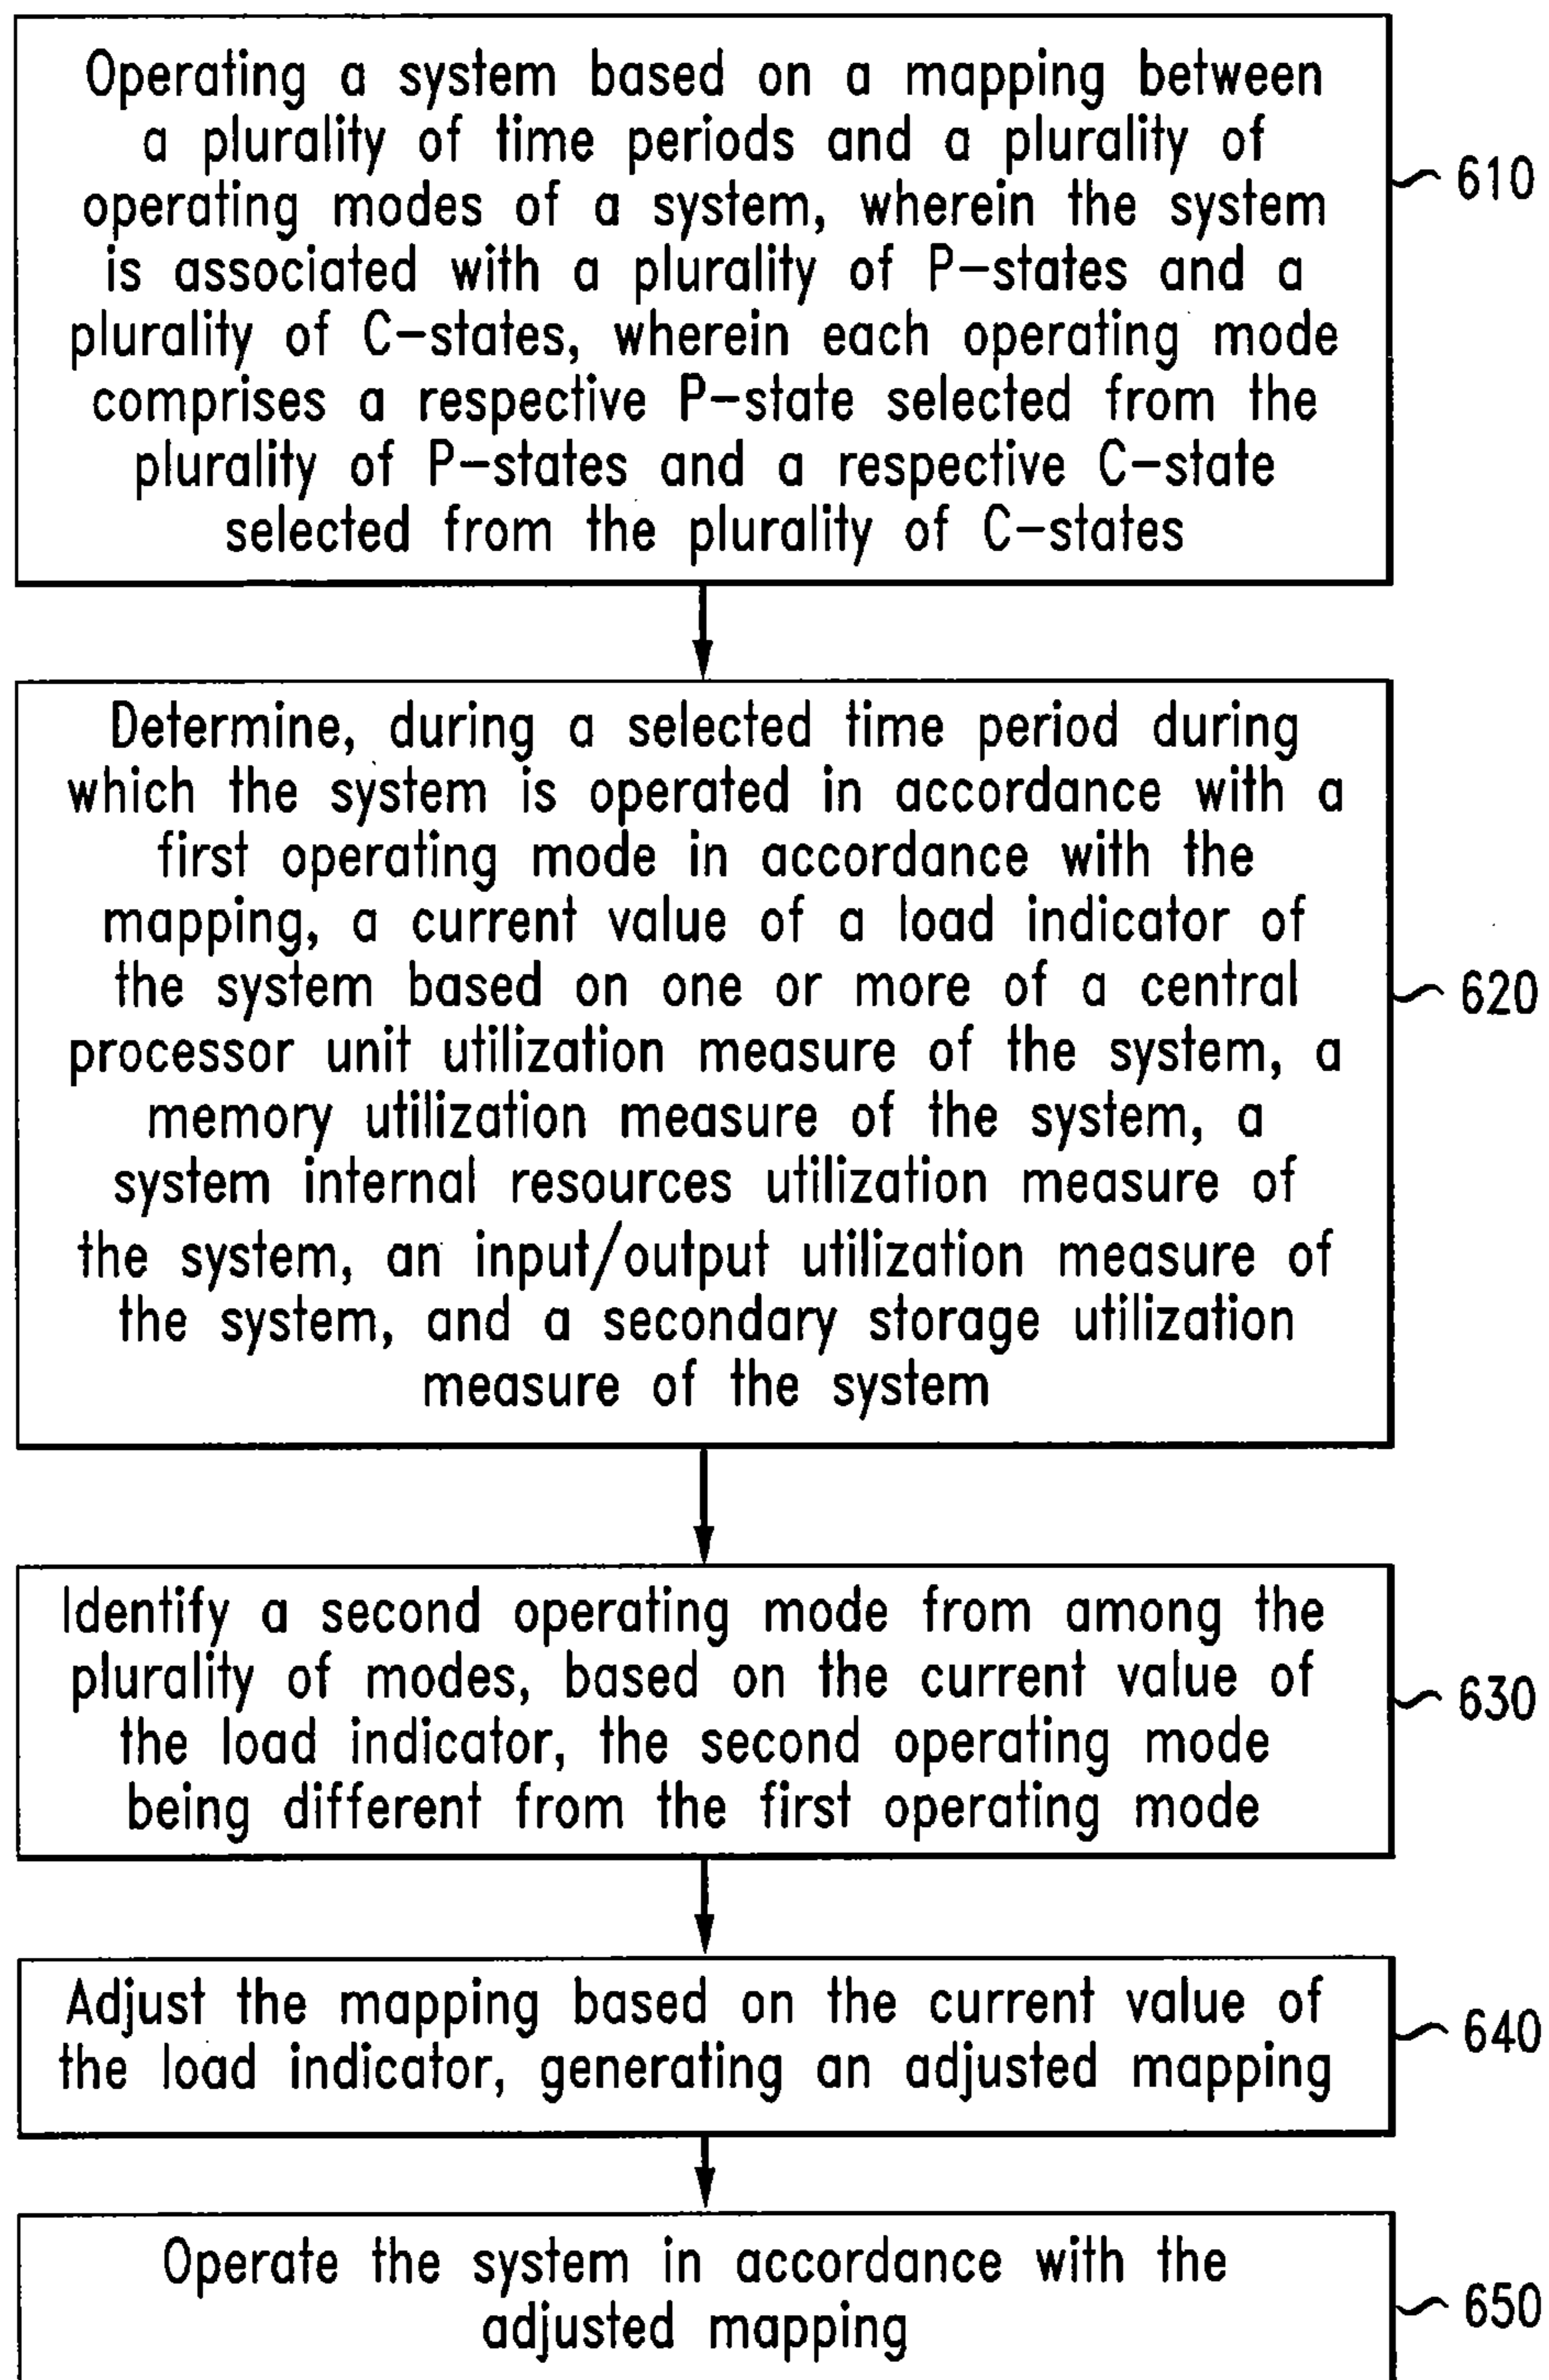 Operating a system based on a mapping between
a plurality of time periods and a plurality of
operating modes of a system, wherein the system
is associated with a plurality of P-states and a
plurality of C-states, wherein each operating mode
comprises a respective P-state selected from the
plurality of P-states and a respective C-state
selected from the plurality of C-states
610
Determine, during a selected time period during
which the system is operated in accordance with a
first operating mode in accordance with the
mapping, a current value of a load indicator of
the system based on one or more of a central
processor unit utilization measure of the system, a
memory utilization measure of the system, a
system internal resources utilization measure of
the system, an input/output utilization measure of
the system, and a secondary storage utilization
measure of the system
620
Identify a second operating mode from among the
plurality of modes, based on the current value of
the load indicator, the second operating mode
being different from the first operating mode
630
Adjust the mapping based on the current value of
the load indicator, generating an adjusted mapping
640
Operate the system in accordance with the
adjusted mapping
650